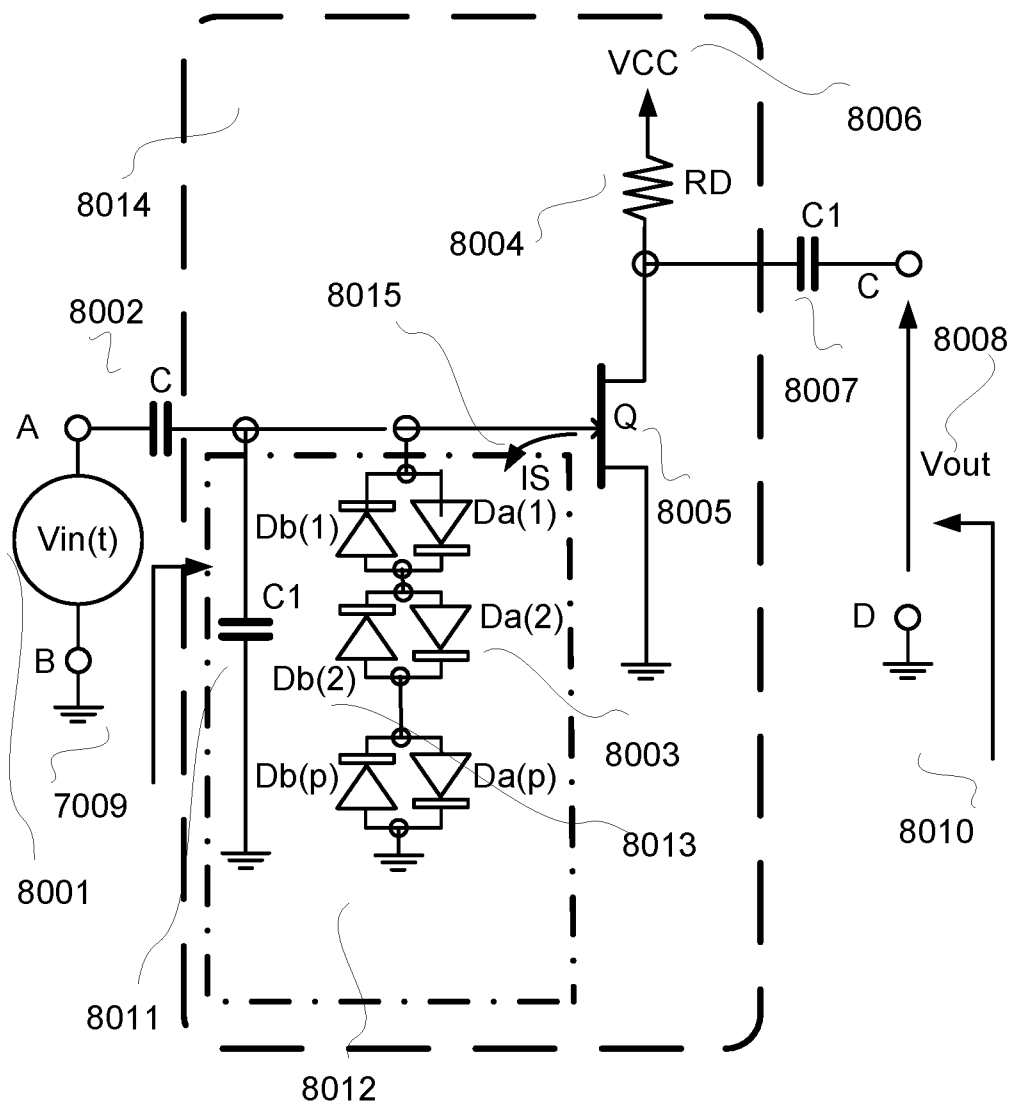 VCC
8006
RD
8014
C1
8004
8015
C
8002
8008
8007
C
A
Q
Vout
IS
Db(1)
Da(1)
8005
Vin(t)
C1
Da(2)
D
B
Db(2)
8003
Db(p)
Da(p)
7009
8013
8010
8001
8011
8012